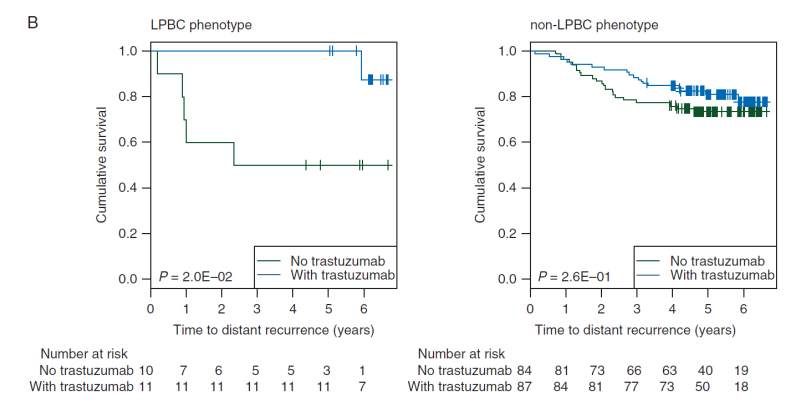 B
LPBC phenotype
non-LPBC phenotype
Cumulative survival
1.0
0.8
0.6
0.4
0.2
0.0
No trastuzumab
With trastuzumab
P = 2.0E–02
0 1 2 3 4 5 6
Time to distant recurrence (years)
Number at risk
No trastuzumab 10 7 6 5 5 3 1
With trastuzumab 11 11 11 11 11 11 7
Cumulative survival
1.0
0.8
0.6
0.4
0.2
0.0
No trastuzumab
With trastuzumab
P = 2.6E–01
0 1 2 3 4 5 6
Time to distant recurrence (years)
Number at risk
No trastuzumab 84 81 73 66 63 40 19
With trastuzumab 87 84 81 77 73 50 18